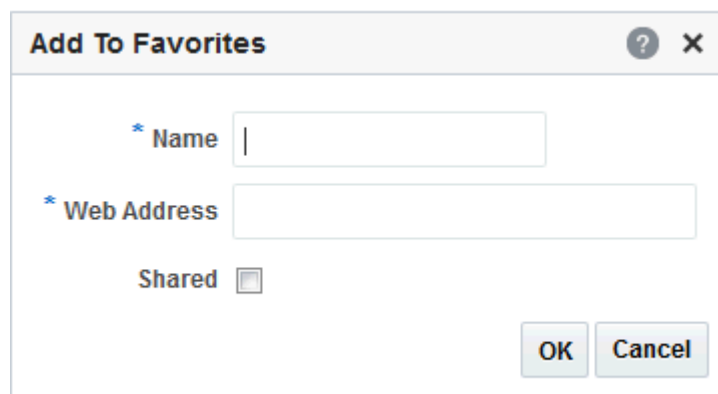 Add To Favorites ?
* Name
* Web Address
Shared
OK Cancel